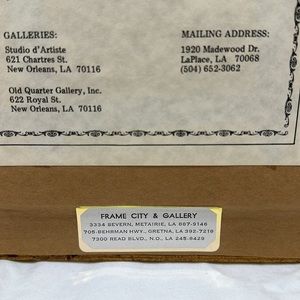 GALLERIES:
Studio d'Artiste
621 Chartres St.
New Orleans, LA 70116
Old Quarter Gallery, Inc.
622 Royal St.
New Orleans, LA 70116
MAILING ADDRESS:
1920 Madewood Dr.
LaPlace, LA 70068
(504) 652-3062
FRAME CITY & GALLERY
3334 SEVERN, METAIRIE, LA 887-9146
705-BEHRMAN HWY., GRETNA, LA 392-7218
7300 READ BLVD., N.O., LA 245-8429